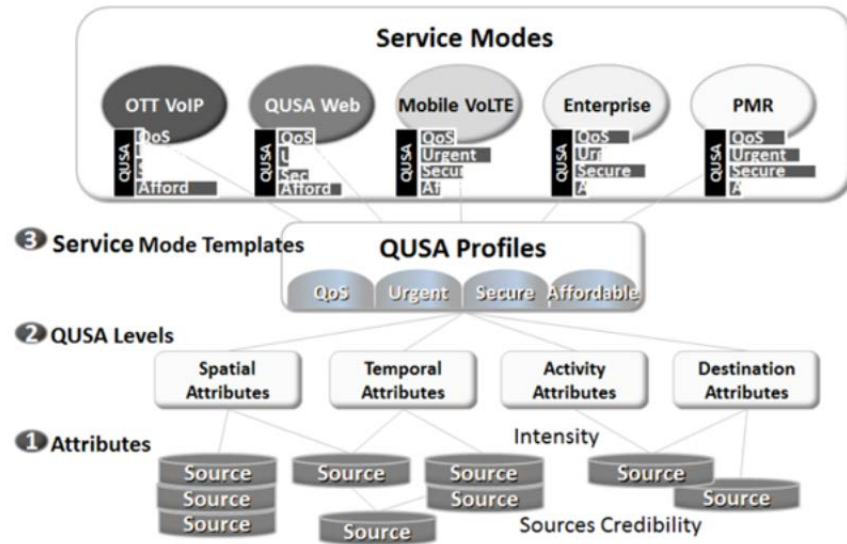 Service Modes
OTT VoIP
QUSA Web
Mobile VoLTE
Enterprise
PMR
QUSA
QoS
Afford
QUSA
QoS
U
Sec
Afford
QUSA
QoS
Urgent
Secur
Af
QUSA
QoS
Urg
Secure
A
QUSA
QoS
Urgent
Secure
A
3 Service Mode Templates
QUSA Profiles
QoS
Urgent
Secure
Affordable
2 QUSA Levels
Spatial
Attributes
Temporal
Attributes
Activity
Attributes
Destination
Attributes
1 Attributes
Intensity
Source
Source
Source
Source
Source
Source
Source
Source
Source
Sources Credibility